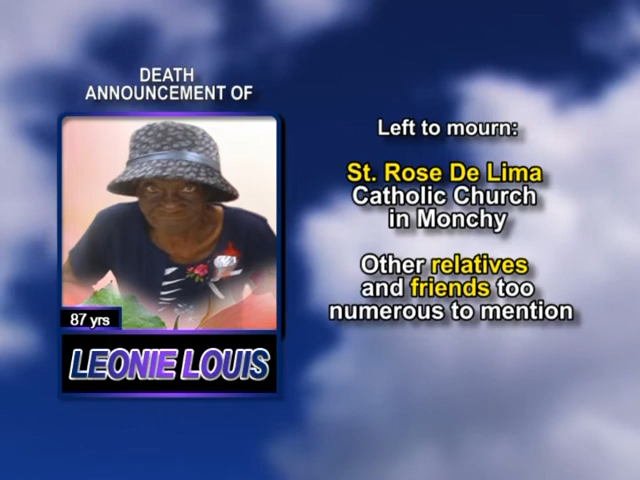 DEATH
ANNOUNCEMENT OF
87 yrs
LEONIE LOUIS
Left to mourn:
St. Rose De Lima
Catholic Church
in Monchy
Other relatives
and friends too
numerous to mention